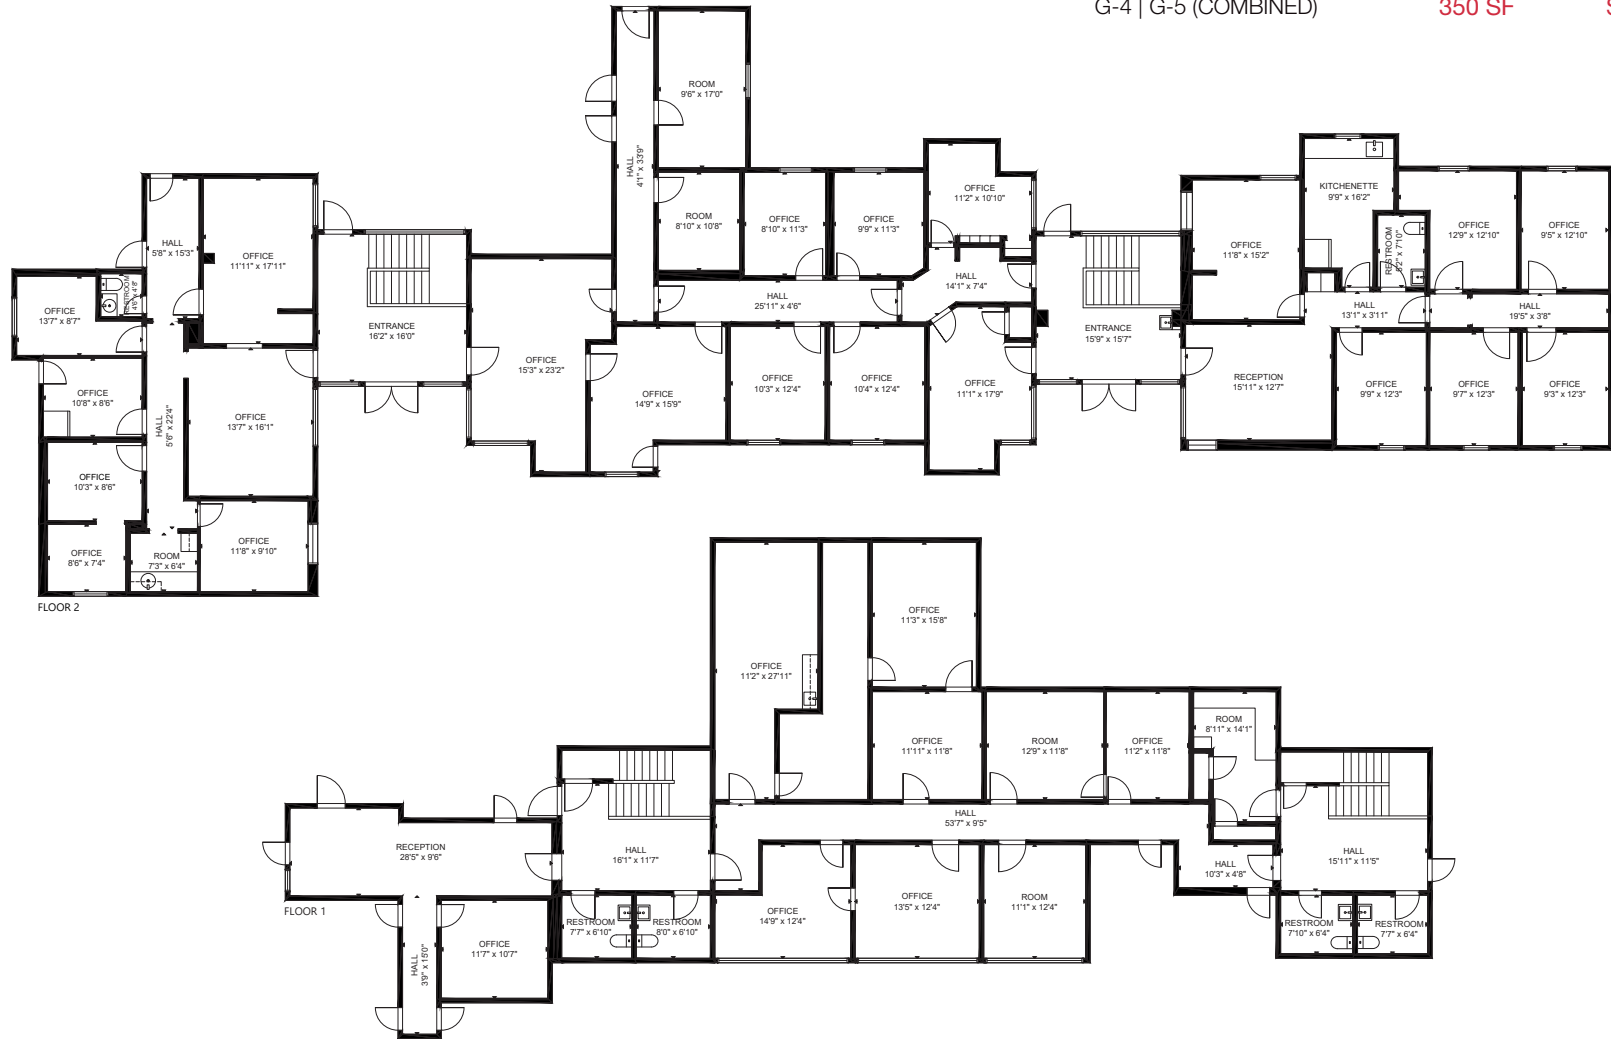 G-4 | G-5 (COMBINED) 350 SF
ROOM
9'6" x 17'0"
HALL
4'1" x 33'9"
ROOM
8'10" x 10'8"
OFFICE
8'10" x 11'3"
OFFICE
9'9" x 11'3"
OFFICE
11'2" x 10'10"
KITCHENETTE
9'9" x 16'2"
RESTROOM
5'2" x 7'10"
OFFICE
12'9" x 12'10"
OFFICE
9'5" x 12'10"
OFFICE
11'8" x 15'2"
HALL
5'8" x 15'3"
OFFICE
11'11" x 17'11"
RESTROOM
4'6" x 4'8"
OFFICE
13'7" x 8'7"
ENTRANCE
16'2" x 16'0"
HALL
25'11" x 4'6"
HALL
14'1" x 7'4"
ENTRANCE
15'9" x 15'7"
HALL
13'1" x 3'11"
HALL
19'5" x 3'8"
OFFICE
10'8" x 8'6"
HALL
5'6" x 22'4"
OFFICE
13'7" x 16'1"
OFFICE
15'3" x 23'2"
OFFICE
14'9" x 15'9"
OFFICE
10'3" x 12'4"
OFFICE
10'4" x 12'4"
OFFICE
11'1" x 17'9"
RECEPTION
15'11" x 12'7"
OFFICE
9'9" x 12'3"
OFFICE
9'7" x 12'3"
OFFICE
9'3" x 12'3"
OFFICE
10'3" x 8'6"
OFFICE
8'6" x 7'4"
ROOM
7'3" x 6'4"
OFFICE
11'8" x 9'10"
FLOOR 2
OFFICE
11'2" x 27'11"
OFFICE
11'3" x 15'8"
OFFICE
11'11" x 11'8"
ROOM
12'9" x 11'8"
OFFICE
11'2" x 11'8"
ROOM
8'11" x 14'1"
HALL
53'7" x 9'5"
RECEPTION
28'5" x 9'6"
HALL
16'1" x 11'7"
HALL
10'3" x 4'8"
HALL
15'11" x 11'5"
FLOOR 1
HALL
3'9" x 15'0"
OFFICE
11'7" x 10'7"
RESTROOM
7'7" x 6'10"
RESTROOM
8'0" x 6'10"
OFFICE
14'9" x 12'4"
OFFICE
13'5" x 12'4"
ROOM
11'1" x 12'4"
RESTROOM
7'10" x 6'4"
RESTROOM
7'7" x 6'4"